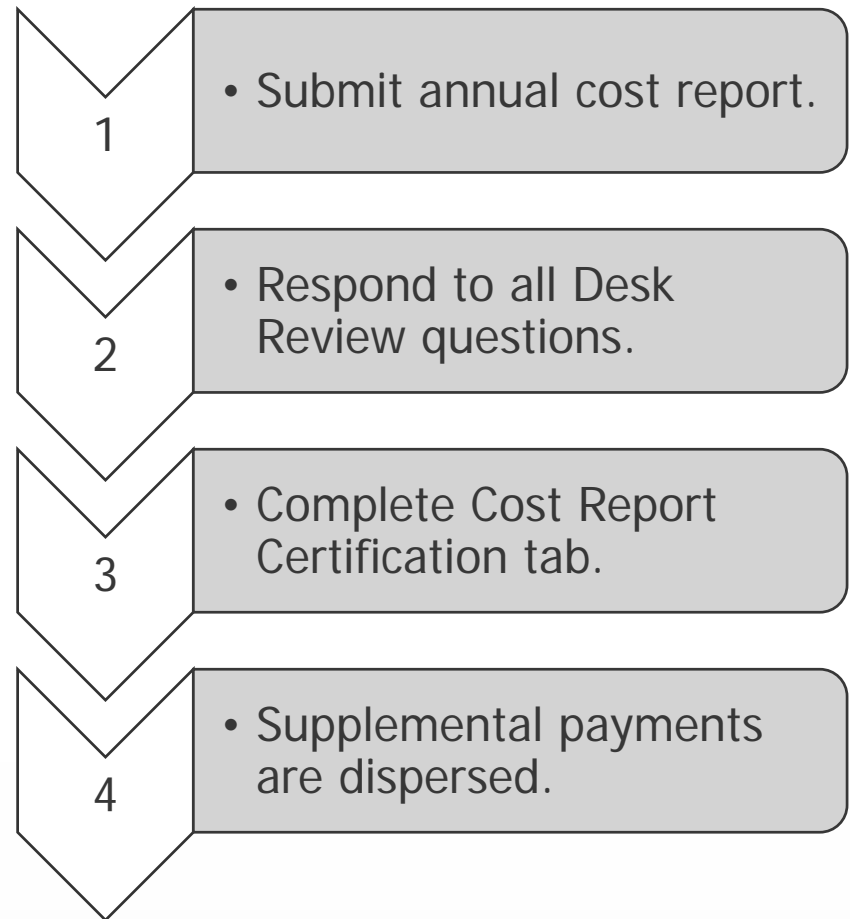 1
• Submit annual cost report.
2
• Respond to all Desk
Review questions.
3
• Complete Cost Report
Certification tab.
4
• Supplemental payments
are dispersed.